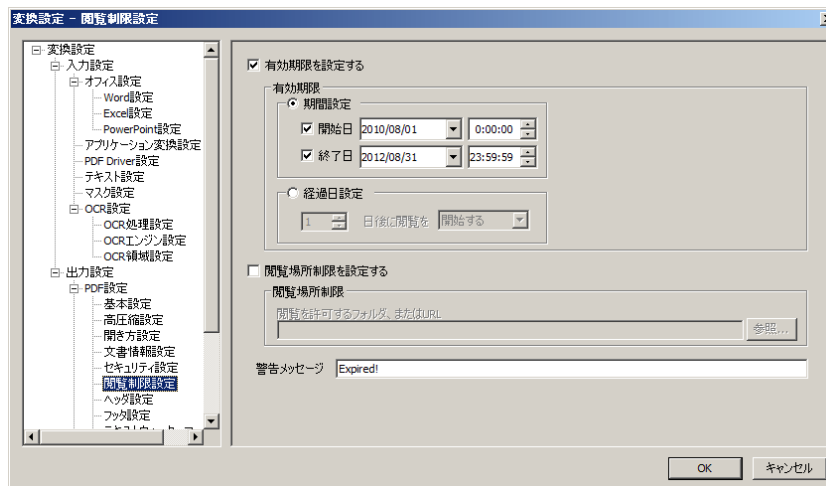 変換設定 - 閲覧制限設定
変換設定
入力設定
オフィス設定
Word設定
Excel設定
PowerPoint設定
アプリケーション変換設定
PDF Driver設定
テキスト設定
マスク設定
OCR設定
OCR処理設定
OCRエンジン設定
OCR領域設定
出力設定
PDF設定
基本設定
高圧縮設定
開き方設定
文書情報設定
セキュリティ設定
閲覧制限設定
ヘッダ設定
フッタ設定
有効期限を設定する
有効期限
期間設定
開始日 2010/08/01 0:00:00
終了日 2012/08/31 23:59:59
経過日設定
1 日後に閲覧を 開始する
閲覧場所制限を設定する
閲覧場所制限
閲覧を許可するフォルダ、またはURL
参照...
警告メッセージ Expired!
OK キャンセル